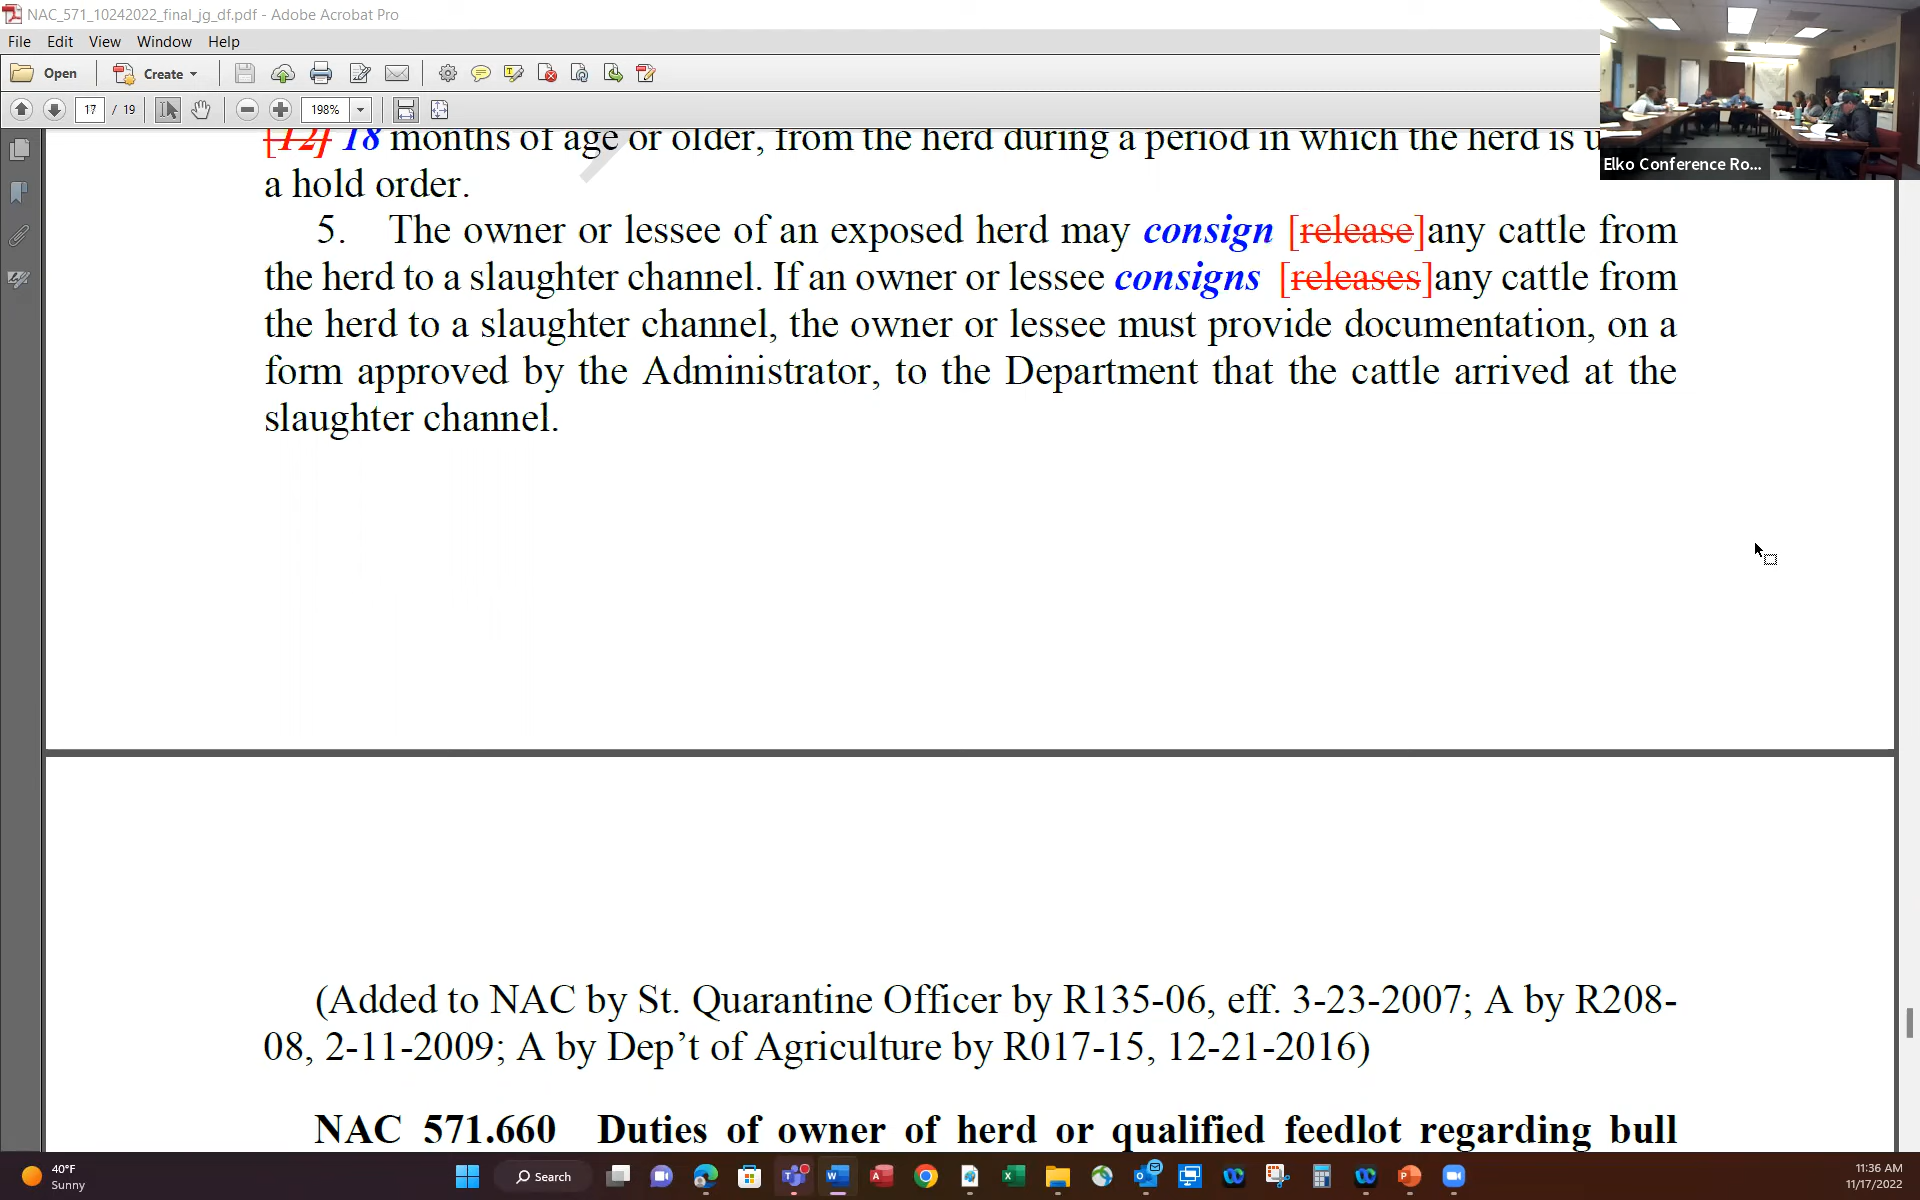 NAC_571_10242022_final_jg_df.pdf - Adobe Acrobat Pro
File Edit View Window Help
Open Create
17 / 19 198%
Elko Conference Ro...
[12] 18 months of age or older, from the herd during a period in which the herd is
a hold order.
5. The owner or lessee of an exposed herd may consign [release]any cattle from
the herd to a slaughter channel. If an owner or lessee consigns [releases]any cattle from
the herd to a slaughter channel, the owner or lessee must provide documentation, on a
form approved by the Administrator, to the Department that the cattle arrived at the
slaughter channel.
(Added to NAC by St. Quarantine Officer by R135-06, eff. 3-23-2007; A by R208-
08, 2-11-2009; A by Dep’t of Agriculture by R017-15, 12-21-2016)
NAC 571.660 Duties of owner of herd or qualified feedlot regarding bull
40°F
Sunny
Search
11:36 AM
11/17/2022